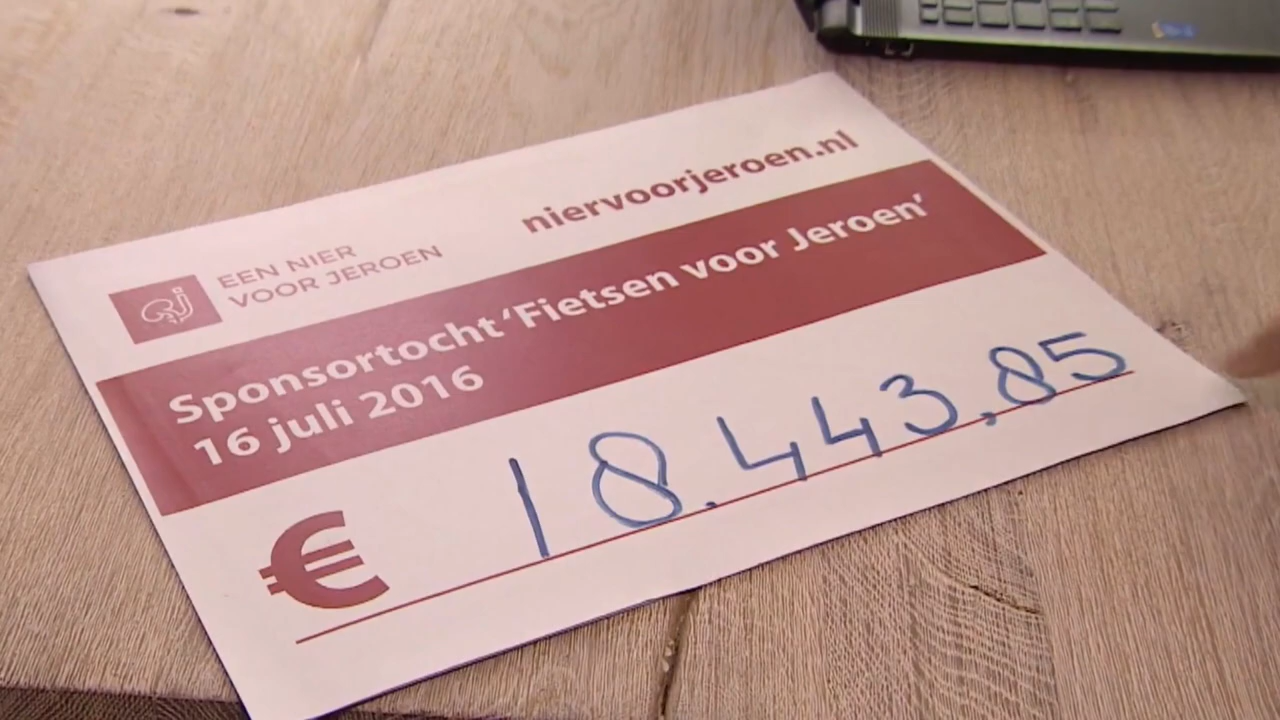 niervoorjeroen.nl
EEN NIER
VOOR JEROEN
Sponsortocht 'Fietsen voor Jeroen'
16 juli 2016
€ 18.443,85